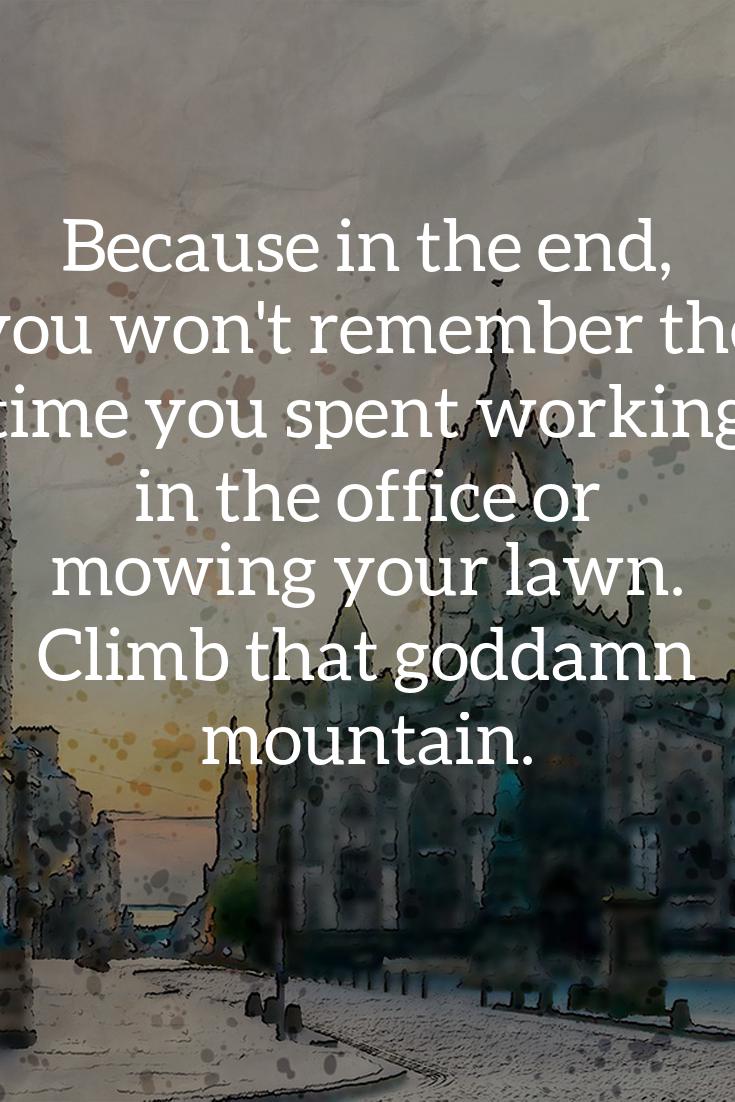 Because in the end,
you won't remember the
time you spent working
in the office or
mowing your lawn.
Climb that goddamn
mountain.